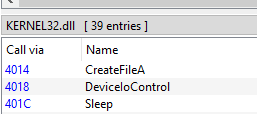 KERNEL32.dll [ 39 entries ]
Call via Name
4014 CreateFileA
4018 DeviceIoControl
401C Sleep